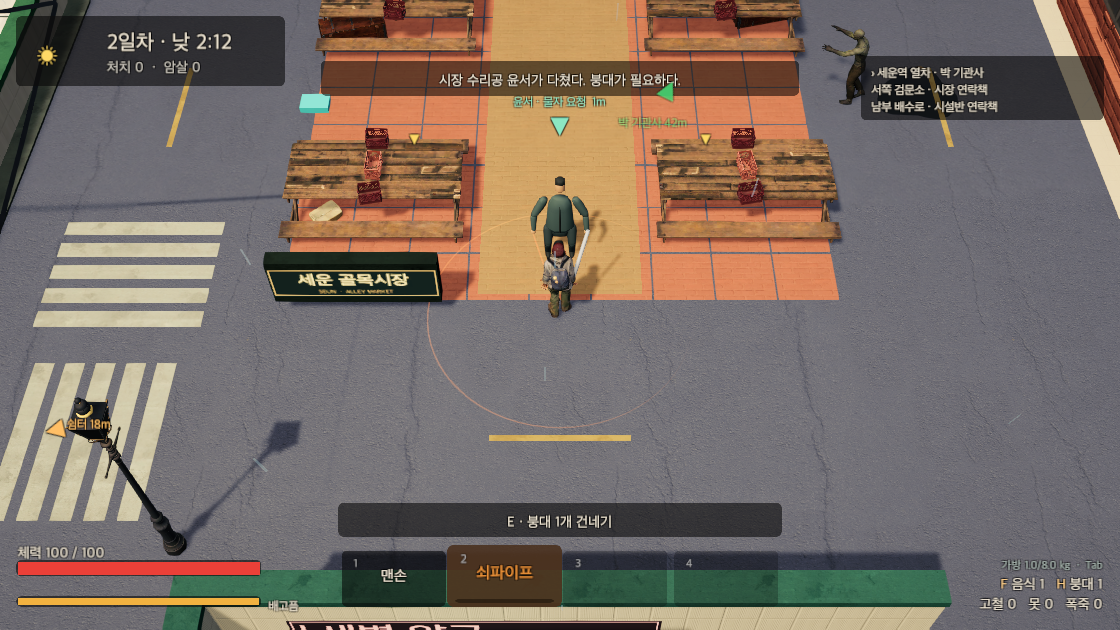 2일차 · 낮 2:12
처치 0 · 암살 0
시장 수리공 윤서가 다쳤다. 붕대가 필요하다.
윤서 · 물자 요청 1m
박 기관사 42m
› 세운역 열차 · 박 기관사
서쪽 검문소 · 시장 연락책
남부 배수로 · 시설반 연락책
세운 골목시장
SEUN · ALLEY MARKET
쉼터 18m
E · 붕대 1개 건네기
체력 100 / 100
배고픔
1 맨손
2 쇠파이프
3
4
가방 1.0/8.0 kg · Tab
F 음식 1 H 붕대 1
고철 0 못 0 폭죽 0